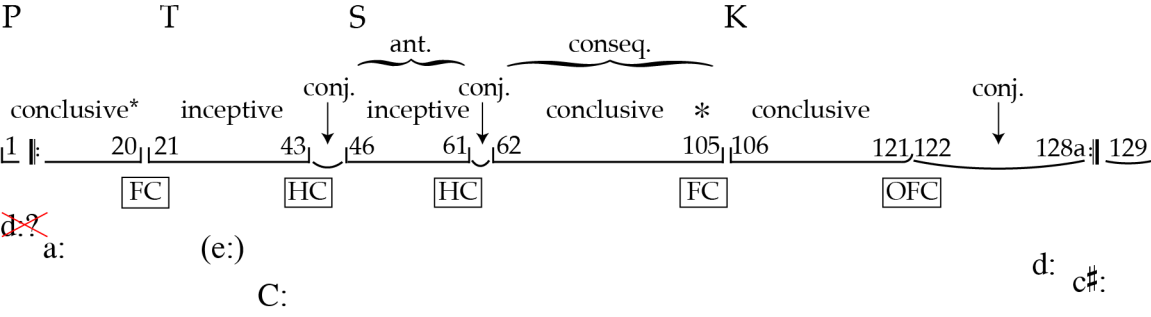 P T S K
ant. conseq.
conj. conj. conj.
conclusive* inceptive inceptive conclusive * conclusive
1 𝄆 20 21 43 46 61 62 105 106 121 122 128a 𝄇 129
FC HC HC FC OFC
d:?
a: (e:) d:
C: c♯: